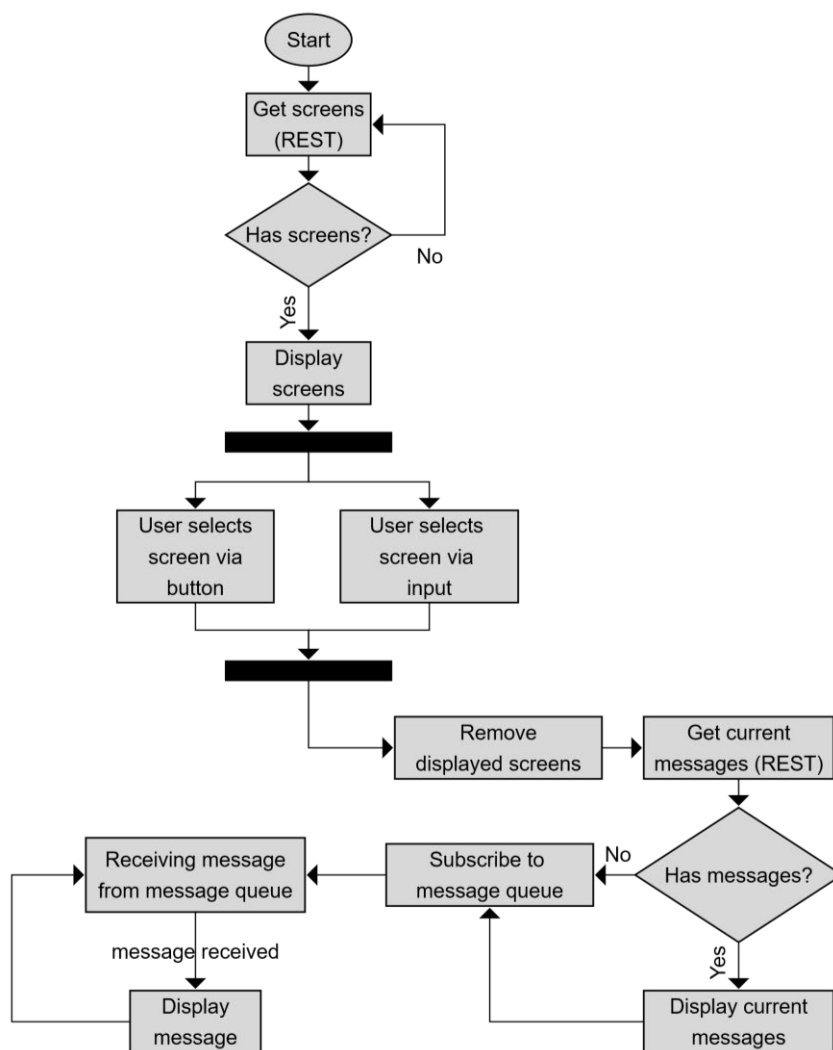 Start
Get screens
(REST)
Has screens?
No
Yes
Display
screens
User selects
screen via
button
User selects
screen via
input
Remove
displayed screens
Get current
messages (REST)
Has messages?
No
Subscribe to
message queue
Receiving message
from message queue
message received
Yes
Display current
messages
Display
message